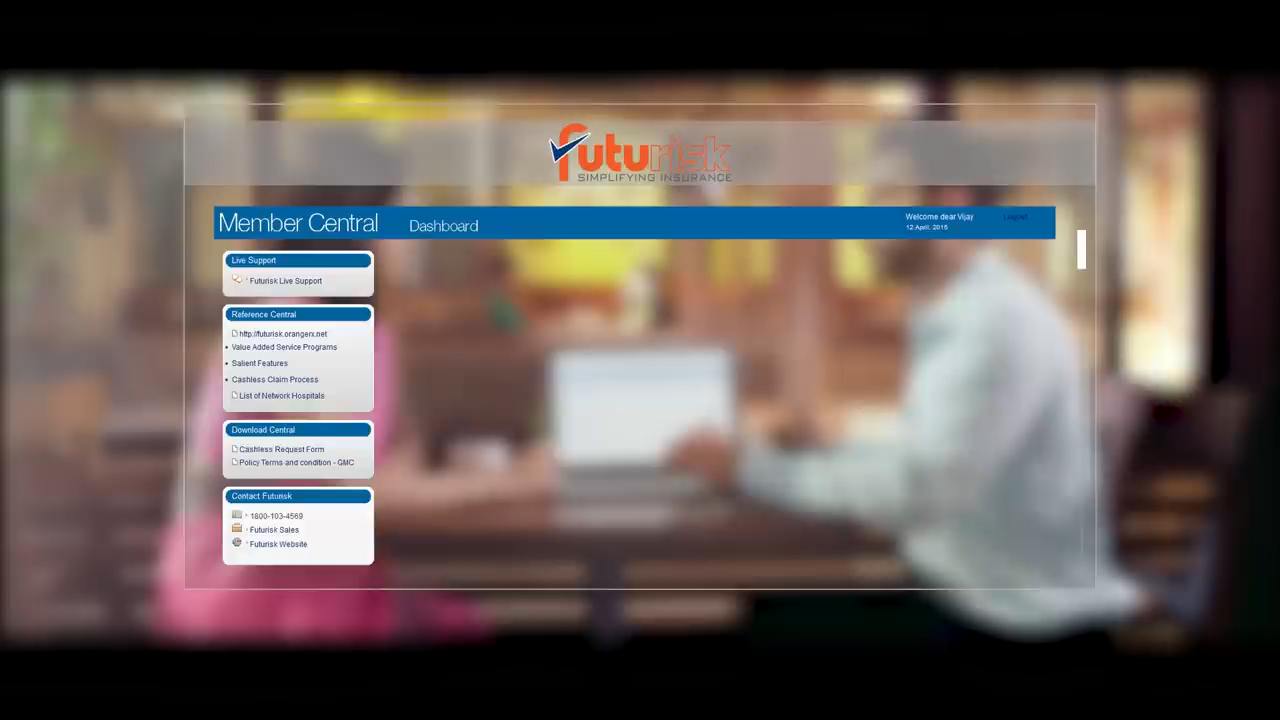 futurisk
SIMPLIFYING INSURANCE
Member Central Dashboard
Welcome dear Vijay Logout
12 April, 2015
Live Support
Futurisk Live Support
Reference Central
http://futurisk.orangerx.net
Value Added Service Programs
Salient Features
Cashless Claim Process
List of Network Hospitals
Download Central
Cashless Request Form
Policy Terms and condition - GMC
Contact Futurisk
1800-103-4569
Futurisk Sales
Futurisk Website